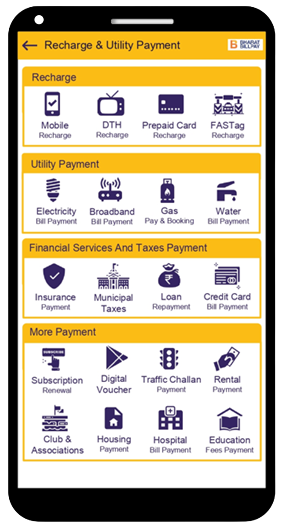 Recharge & Utility Payment
B BHARAT BILLPAY
Recharge
Mobile
Recharge
DTH
Recharge
Prepaid Card
Recharge
FASTag
Recharge
Utility Payment
Electricity
Bill Payment
Broadband
Bill Payment
Gas
Pay & Booking
Water
Bill Payment
Financial Services And Taxes Payment
Insurance
Payment
Municipal
Taxes
Loan
Repayment
Credit Card
Bill Payment
More Payment
SUBSCRIBE
Subscription
Renewal
Digital
Voucher
Traffic Challan
Payment
Rental
Payment
Club &
Associations
Housing
Payment
Hospital
Bill Payment
Education
Fees Payment